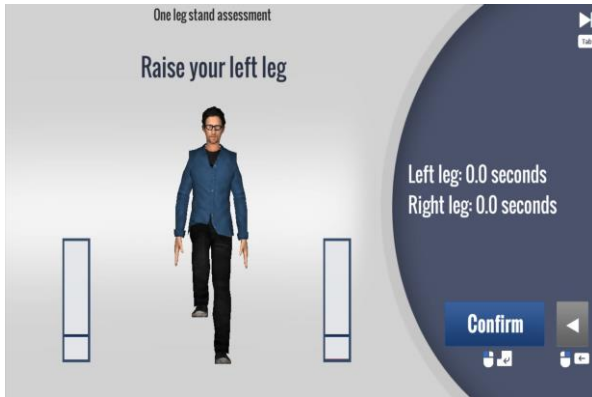 One leg stand assessment
Raise your left leg
Tab
Left leg: 0.0 seconds
Right leg: 0.0 seconds
Confirm